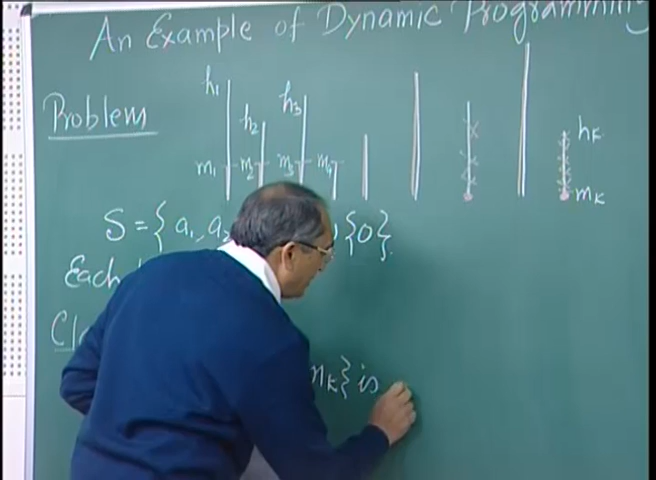 An Example of Dynamic Programming
Problem
h₁ h₂ h₃ hₖ
m₁ m₂ m₃ m₄ mₖ
S = { a₁, a₂ {0}.
Each
mₖ} is